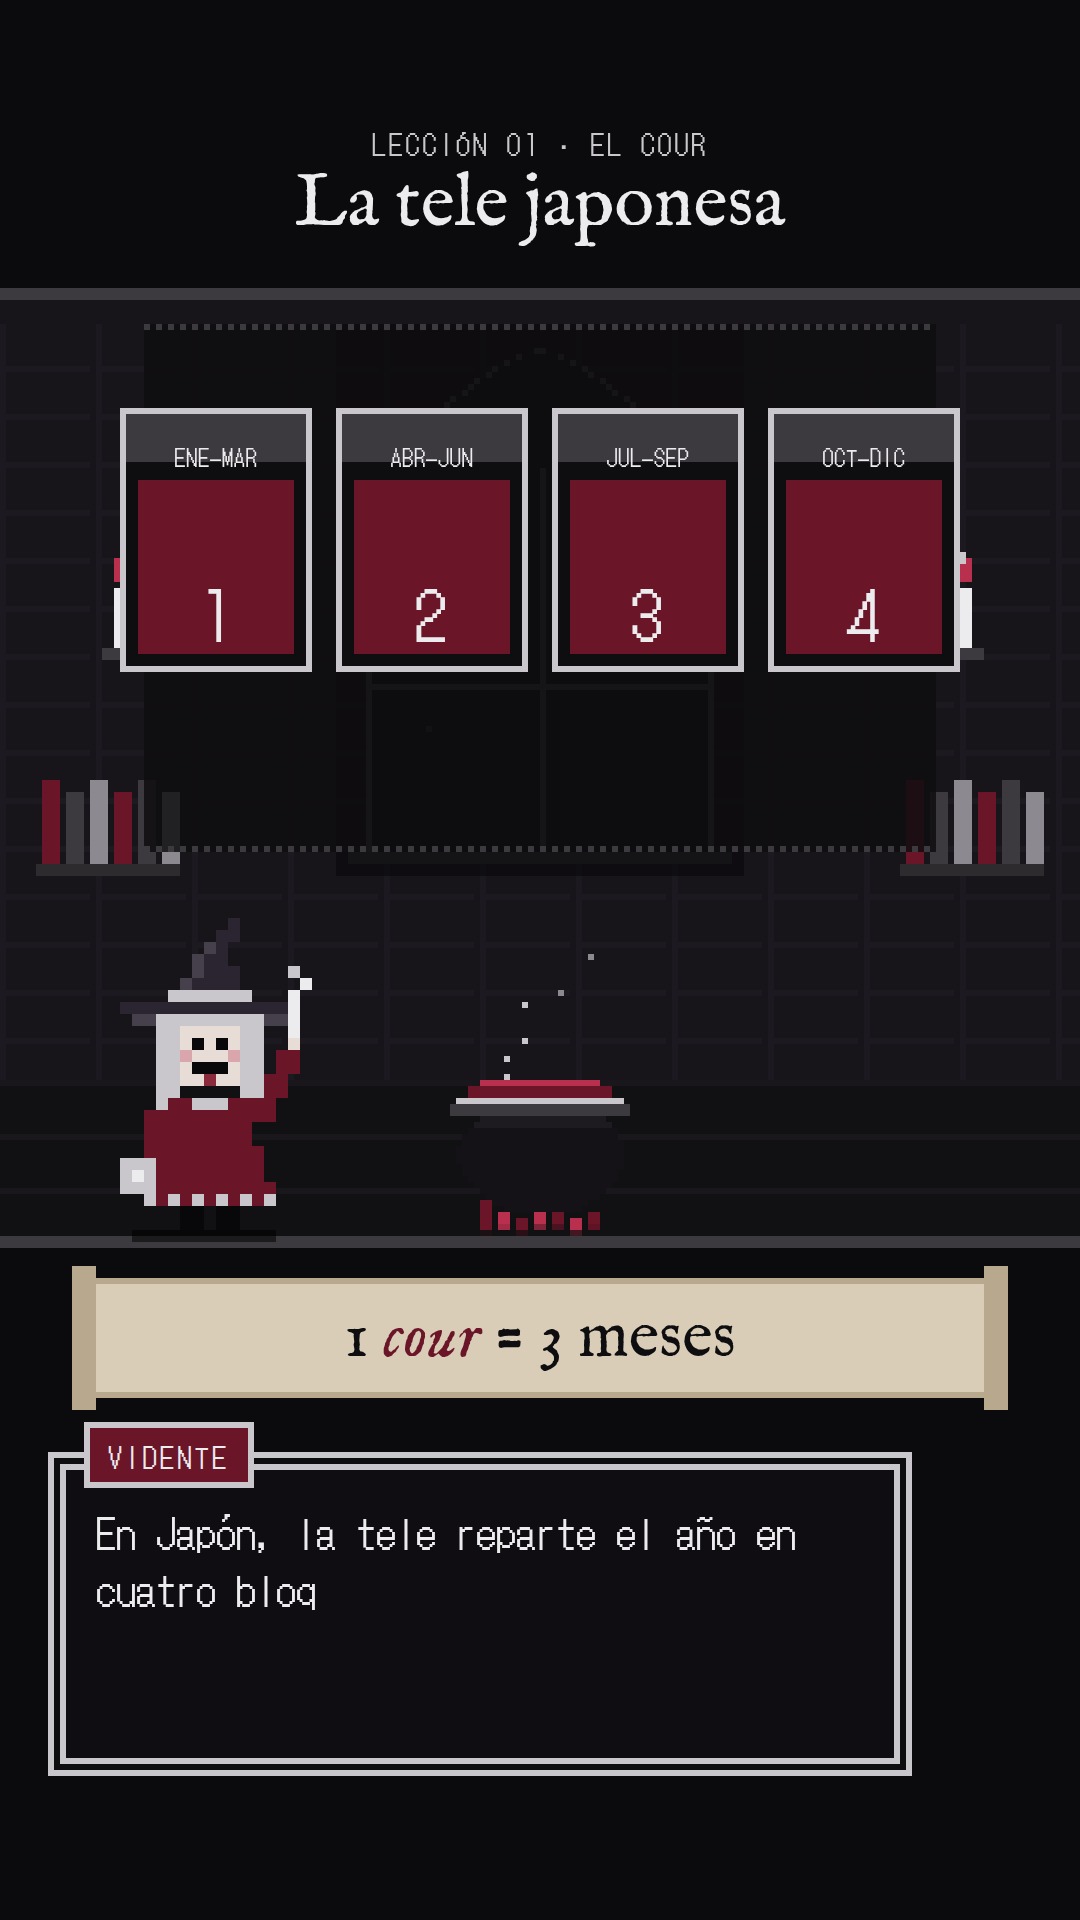 LECCIÓN 01 · EL COUR
La tele japonesa
ENE–MAR
ABR–JUN
JUL–SEP
OCT–DIC
1
2
3
4
1 cour = 3 meses
VIDENTE
En Japón, la tele reparte el año en
cuatro bloq